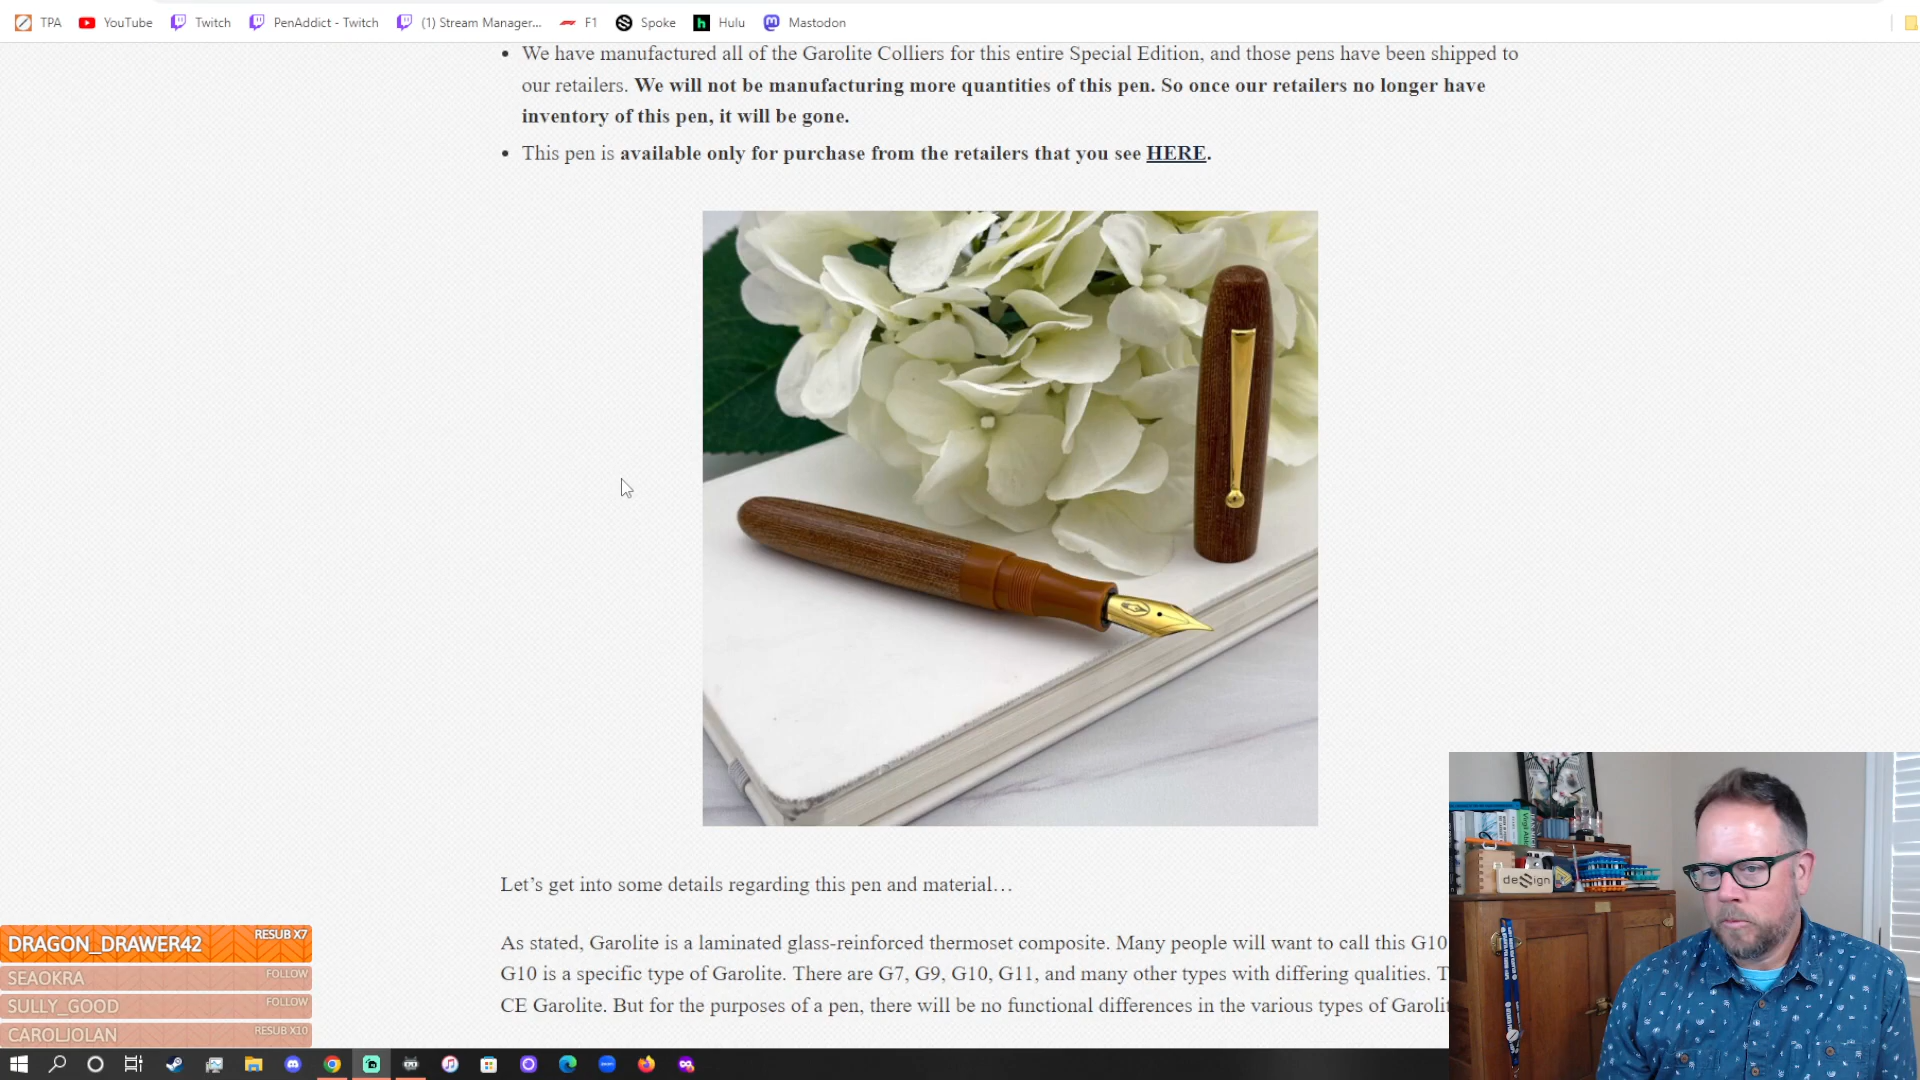 TPA YouTube Twitch PenAddict - Twitch (1) Stream Manager... F1 Spoke Hulu Mastodon
• We have manufactured all of the Garolite Colliers for this entire Special Edition, and those pens have been shipped to
our retailers. We will not be manufacturing more quantities of this pen. So once our retailers no longer have
inventory of this pen, it will be gone.
• This pen is available only for purchase from the retailers that you see HERE.
Let’s get into some details regarding this pen and material…
As stated, Garolite is a laminated glass-reinforced thermoset composite. Many people will want to call this G10
G10 is a specific type of Garolite. There are G7, G9, G10, G11, and many other types with differing qualities. T
CE Garolite. But for the purposes of a pen, there will be no functional differences in the various types of Garolit
DRAGON_DRAWER42 RESUB X7
SEAOKRA FOLLOW
SULLY_GOOD FOLLOW
CAROLJOLAN RESUB X10